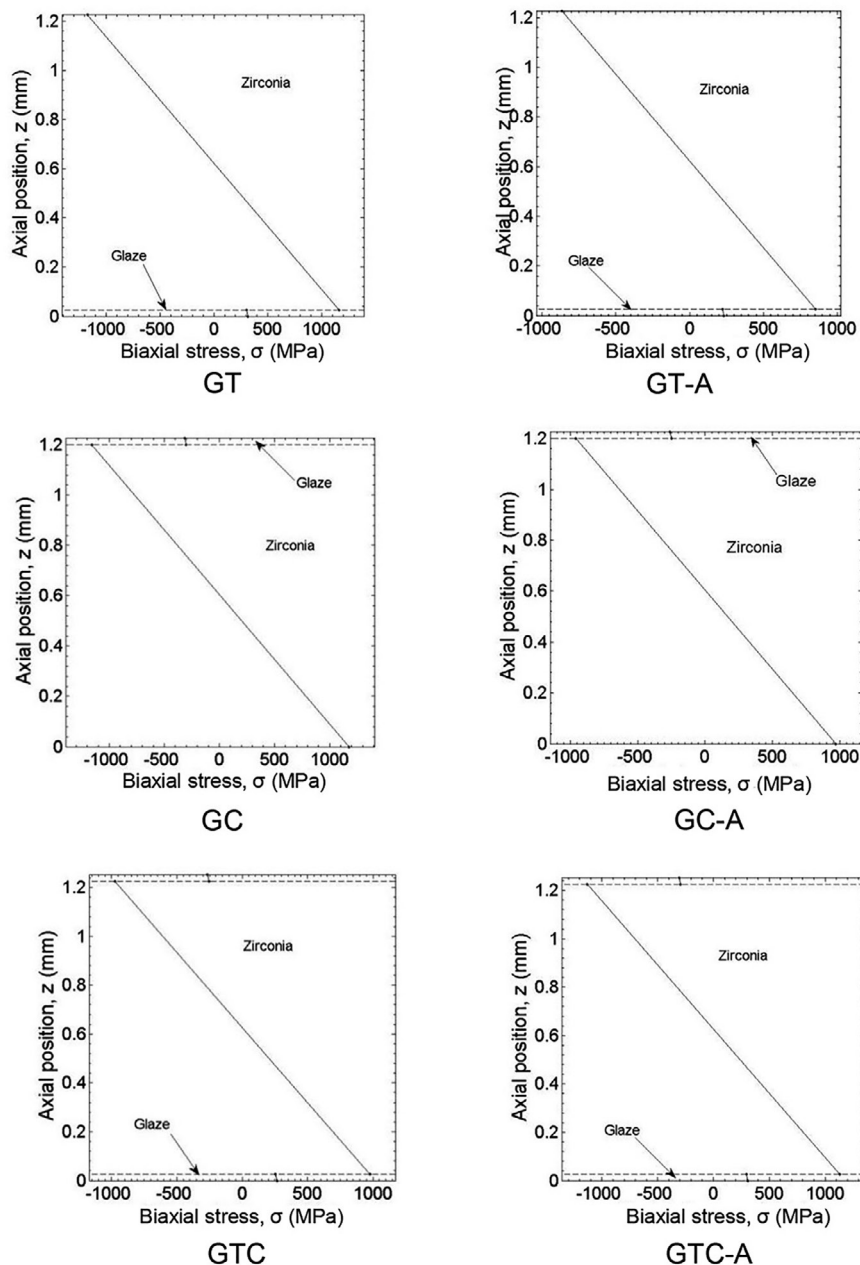 1.2
1
0.8
0.6
0.4
0.2
0
Axial position, z (mm)
Zirconia
Glaze
-1000 -500 0 500 1000
Biaxial stress, σ (MPa)
GT
1.2
1
0.8
0.6
0.4
0.2
0
Axial position, z (mm)
Zirconia
Glaze
-1000 -500 0 500 1000
Biaxial stress, σ (MPa)
GT-A
1.2
1
0.8
0.6
0.4
0.2
0
Axial position, z (mm)
Glaze
Zirconia
-1000 -500 0 500 1000
Biaxial stress, σ (MPa)
GC
1.2
1
0.8
0.6
0.4
0.2
0
Axial position, z (mm)
Glaze
Zirconia
-1000 -500 0 500 1000
Biaxial stress, σ (MPa)
GC-A
1.2
1
0.8
0.6
0.4
0.2
0
Axial position, z (mm)
Zirconia
Glaze
-1000 -500 0 500 1000
Biaxial stress, σ (MPa)
GTC
1.2
1
0.8
0.6
0.4
0.2
0
Axial position, z (mm)
Zirconia
Glaze
-1000 -500 0 500 1000
Biaxial stress, σ (MPa)
GTC-A